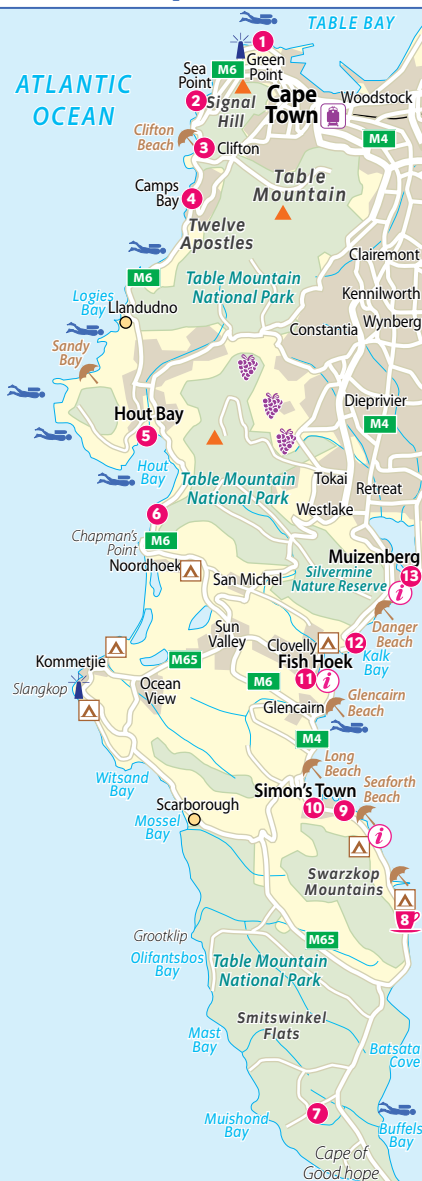 TABLE BAY
1
Green
Point
M6
Sea
Point
2
Signal
Hill
ATLANTIC
OCEAN
Cape
Town
Woodstock
M4
Clifton
Beach
3
Clifton
Table
Mountain
Camps
Bay
4
Twelve
Apostles
Clairemont
M6
Table Mountain
National Park
Kennilworth
Logies
Bay
Llandudno
Wynberg
Constantia
Sandy
Bay
Dieprivier
Hout Bay
M4
5
Hout
Bay
Table Mountain
National Park
Tokai
Retreat
6
Westlake
Chapman's
Point
M6
Muizenberg
Noordhoek
San Michel
Silvermine
Nature Reserve
13
i
Danger
Beach
Sun
Valley
Clovelly
12
Kalk
Bay
Kommetjie
M65
Fish Hoek
11
i
Slangkop
Ocean
View
M6
Glencairn
Glencairn
Beach
M4
Long
Beach
Witsand
Bay
Simon's Town
Seaforth
Beach
Scarborough
10
9
Mossel
Bay
i
Swarzkop
Mountains
8
Grootklip
M65
Olifantsbos
Bay
Table Mountain
National Park
Smitswinkel
Flats
Mast
Bay
Batsata
Cove
7
Muishond
Bay
Buffels
Bay
Cape of
Good hope